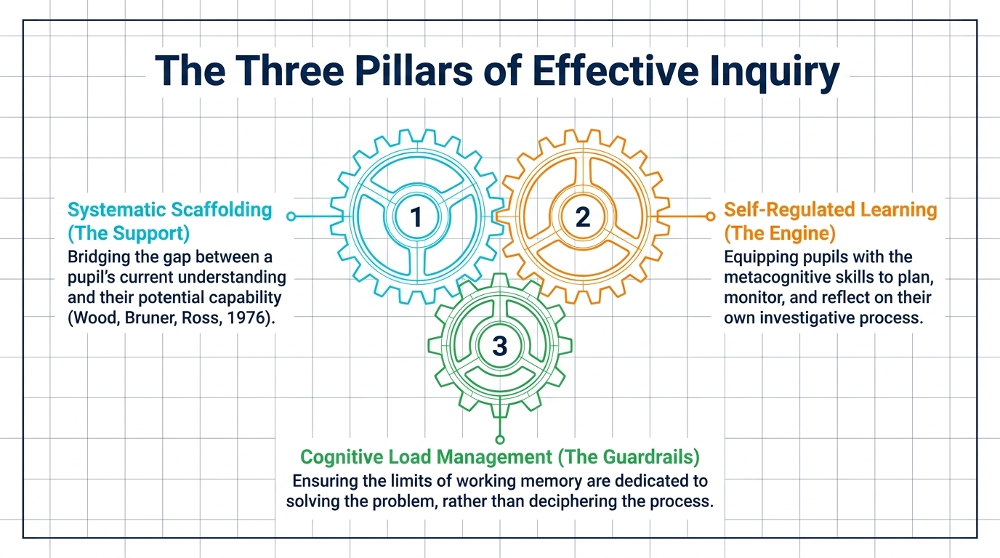 The Three Pillars of Effective Inquiry
1
2
3
Systematic Scaffolding
(The Support)
Bridging the gap between a
pupil's current understanding
and their potential capability
(Wood, Bruner, Ross, 1976).
Self-Regulated Learning
(The Engine)
Equipping pupils with the
metacognitive skills to plan,
monitor, and reflect on their
own investigative process.
Cognitive Load Management (The Guardrails)
Ensuring the limits of working memory are dedicated to
solving the problem, rather than deciphering the process.